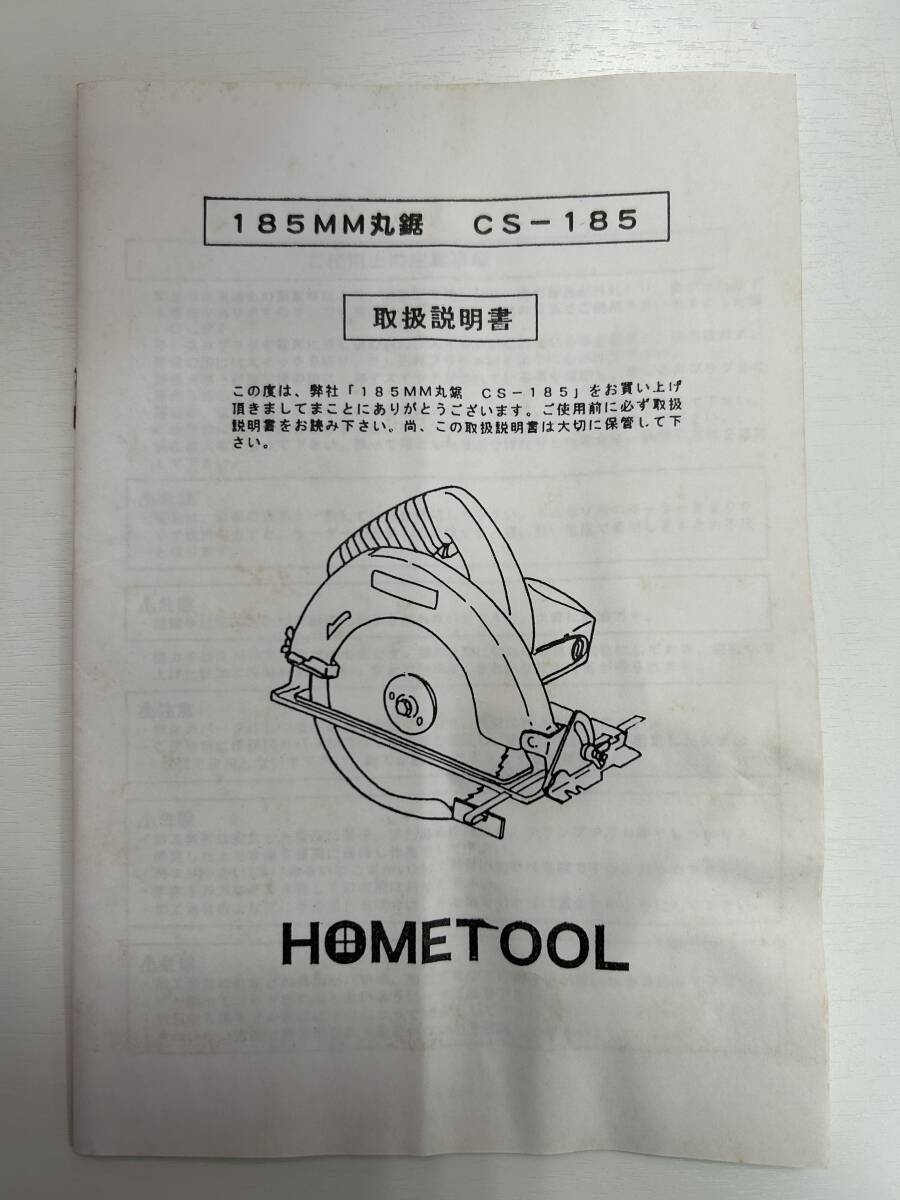 185MM丸鋸 CS-185
取扱説明書
この度は、弊社「185MM丸鋸 CS-185」をお買い上げ
頂きましてまことにありがとうございます。ご使用前に必ず取扱
説明書をお読み下さい。尚、この取扱説明書は大切に保管して下
さい。
HOMETOOL